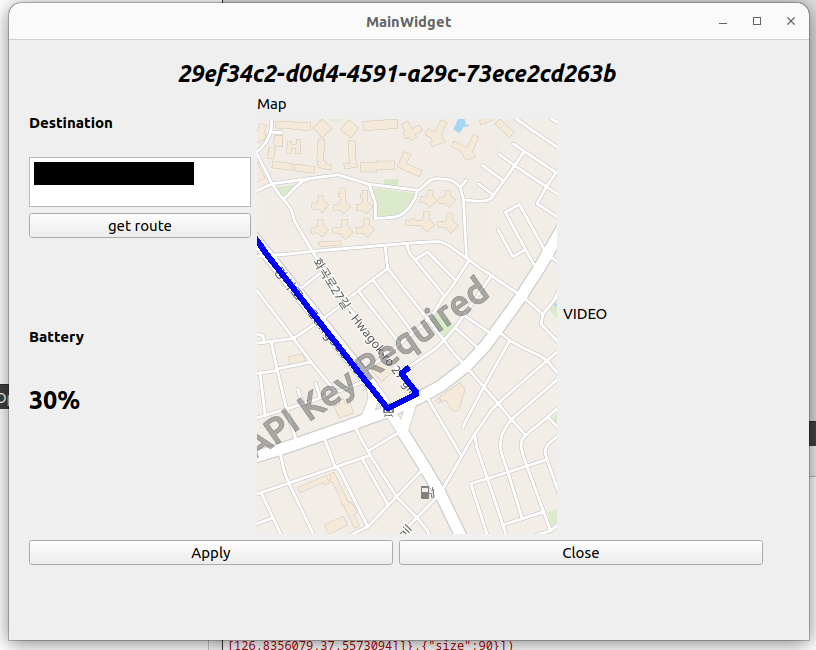 MainWidget
29ef34c2-d0d4-4591-a29c-73ece2cd263b
Map
Destination
get route
화곡로27길 - Hwagok-ro 27-gil
API Key Required
VIDEO
Battery
30%
Apply
Close
[126.8356079,37.5573094]]},{"size":90}])